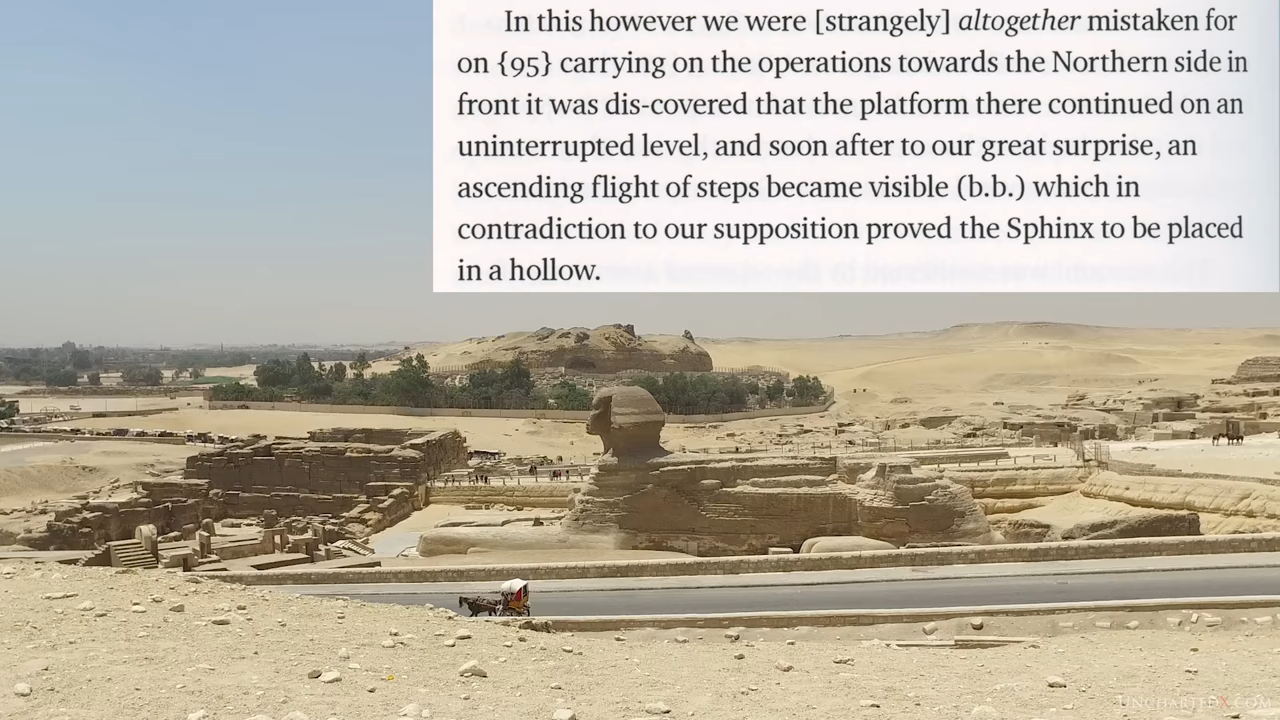 In this however we were [strangely] altogether mistaken for
on {95} carrying on the operations towards the Northern side in
front it was dis-covered that the platform there continued on an
uninterrupted level, and soon after to our great surprise, an
ascending flight of steps became visible (b.b.) which in
contradiction to our supposition proved the Sphinx to be placed
in a hollow.
UNCHARTEDX.COM